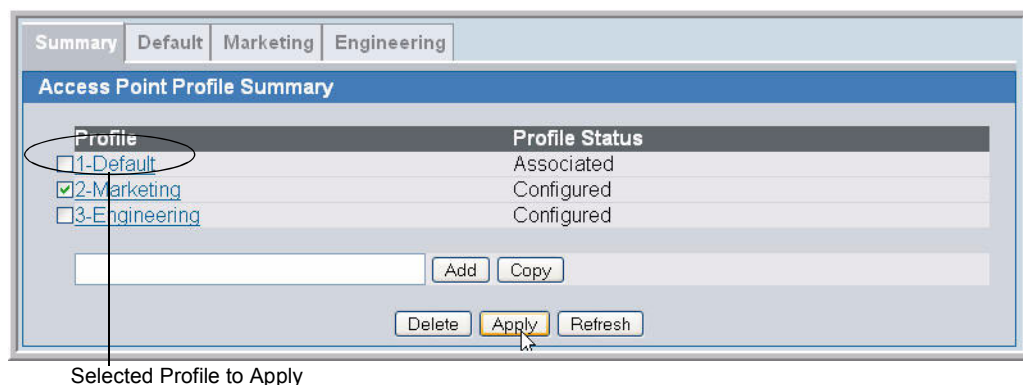 Summary Default Marketing Engineering
Access Point Profile Summary
Profile Profile Status
1-Default Associated
2-Marketing Configured
3-Engineering Configured
Add Copy
Delete Apply Refresh
Selected Profile to Apply